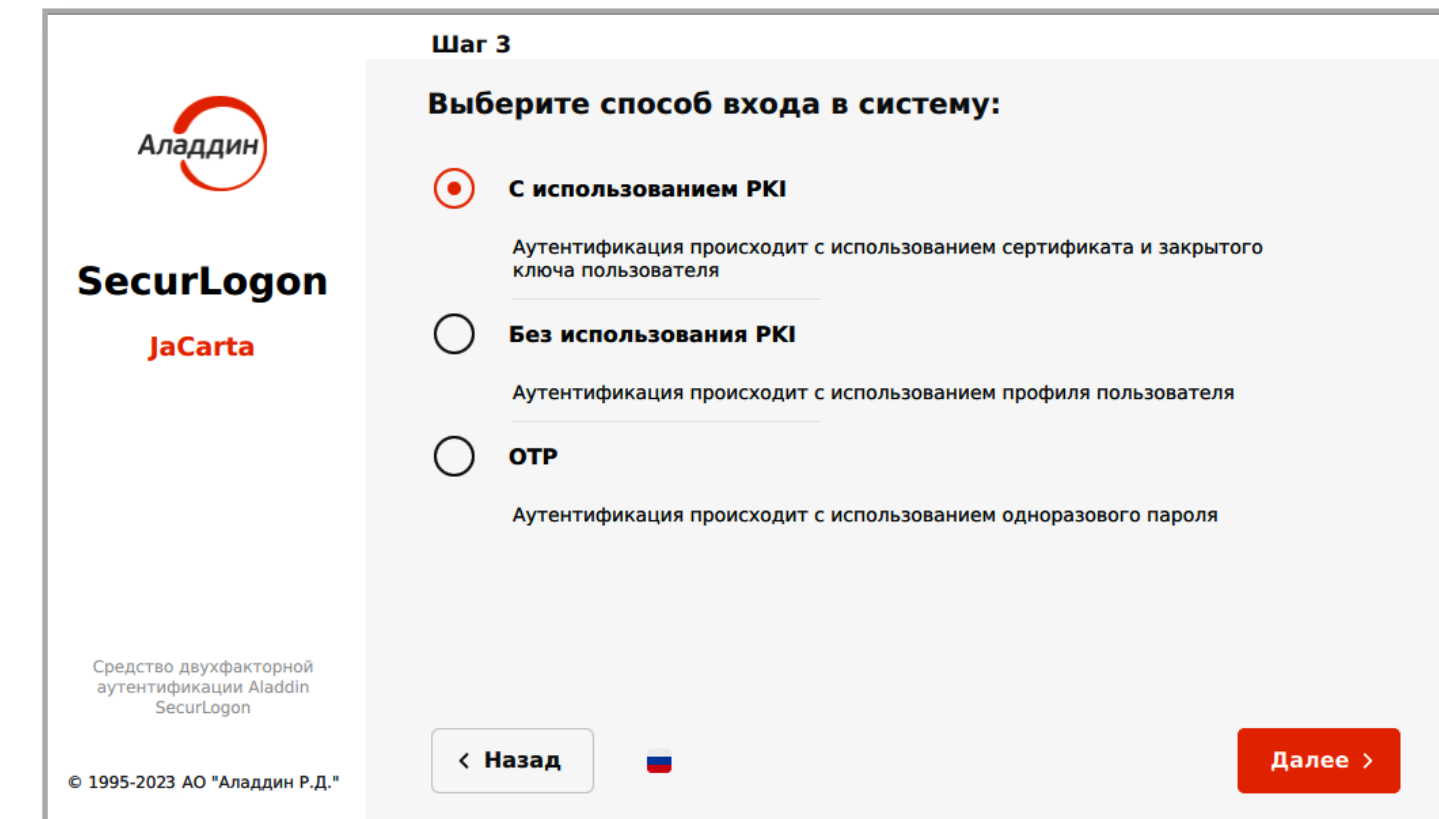 Шаг 3
Аладдин
SecurLogon
JaCarta
Средство двухфакторной
аутентификации Aladdin
SecurLogon
© 1995-2023 АО "Аладдин Р.Д."
Выберите способ входа в систему:
С использованием PKI
Аутентификация происходит с использованием сертификата и закрытого
ключа пользователя
Без использования PKI
Аутентификация происходит с использованием профиля пользователя
OTP
Аутентификация происходит с использованием одноразового пароля
Назад
Далее